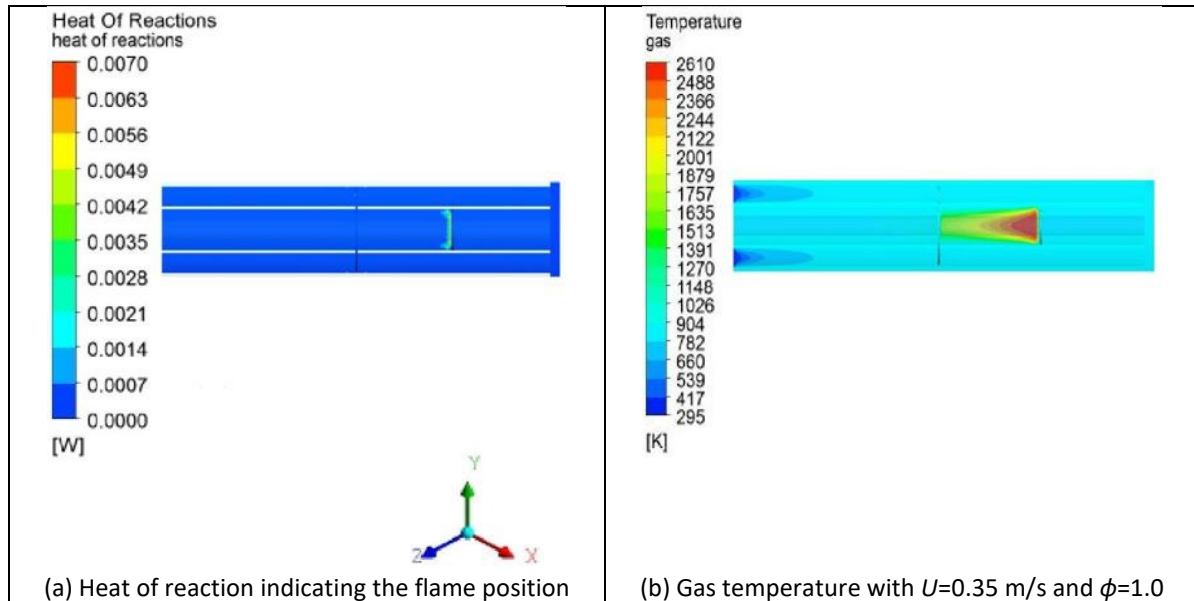 Heat Of Reactions
heat of reactions
0.0070
0.0063
0.0056
0.0049
0.0042
0.0035
0.0028
0.0021
0.0014
0.0007
0.0000
[W]
Y
Z
X
(a) Heat of reaction indicating the flame position
Temperature
gas
2610
2488
2366
2244
2122
2001
1879
1757
1635
1513
1391
1270
1148
1026
904
782
660
539
417
295
[K]
(b) Gas temperature with U=0.35 m/s and ϕ=1.0